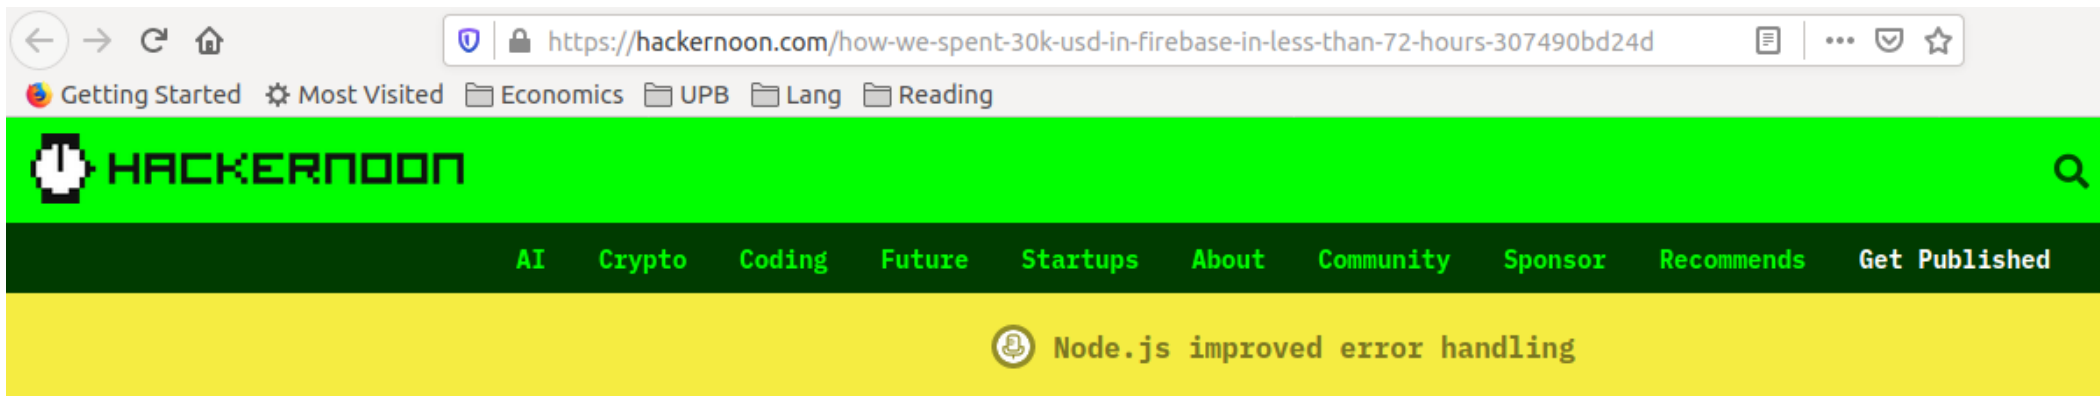 https://hackernoon.com/how-we-spent-30k-usd-in-firebase-in-less-than-72-hours-307490bd24d
Getting Started Most Visited Economics UPB Lang Reading
HACKERNOON
AI Crypto Coding Future Startups About Community Sponsor Recommends Get Published
Node.js improved error handling